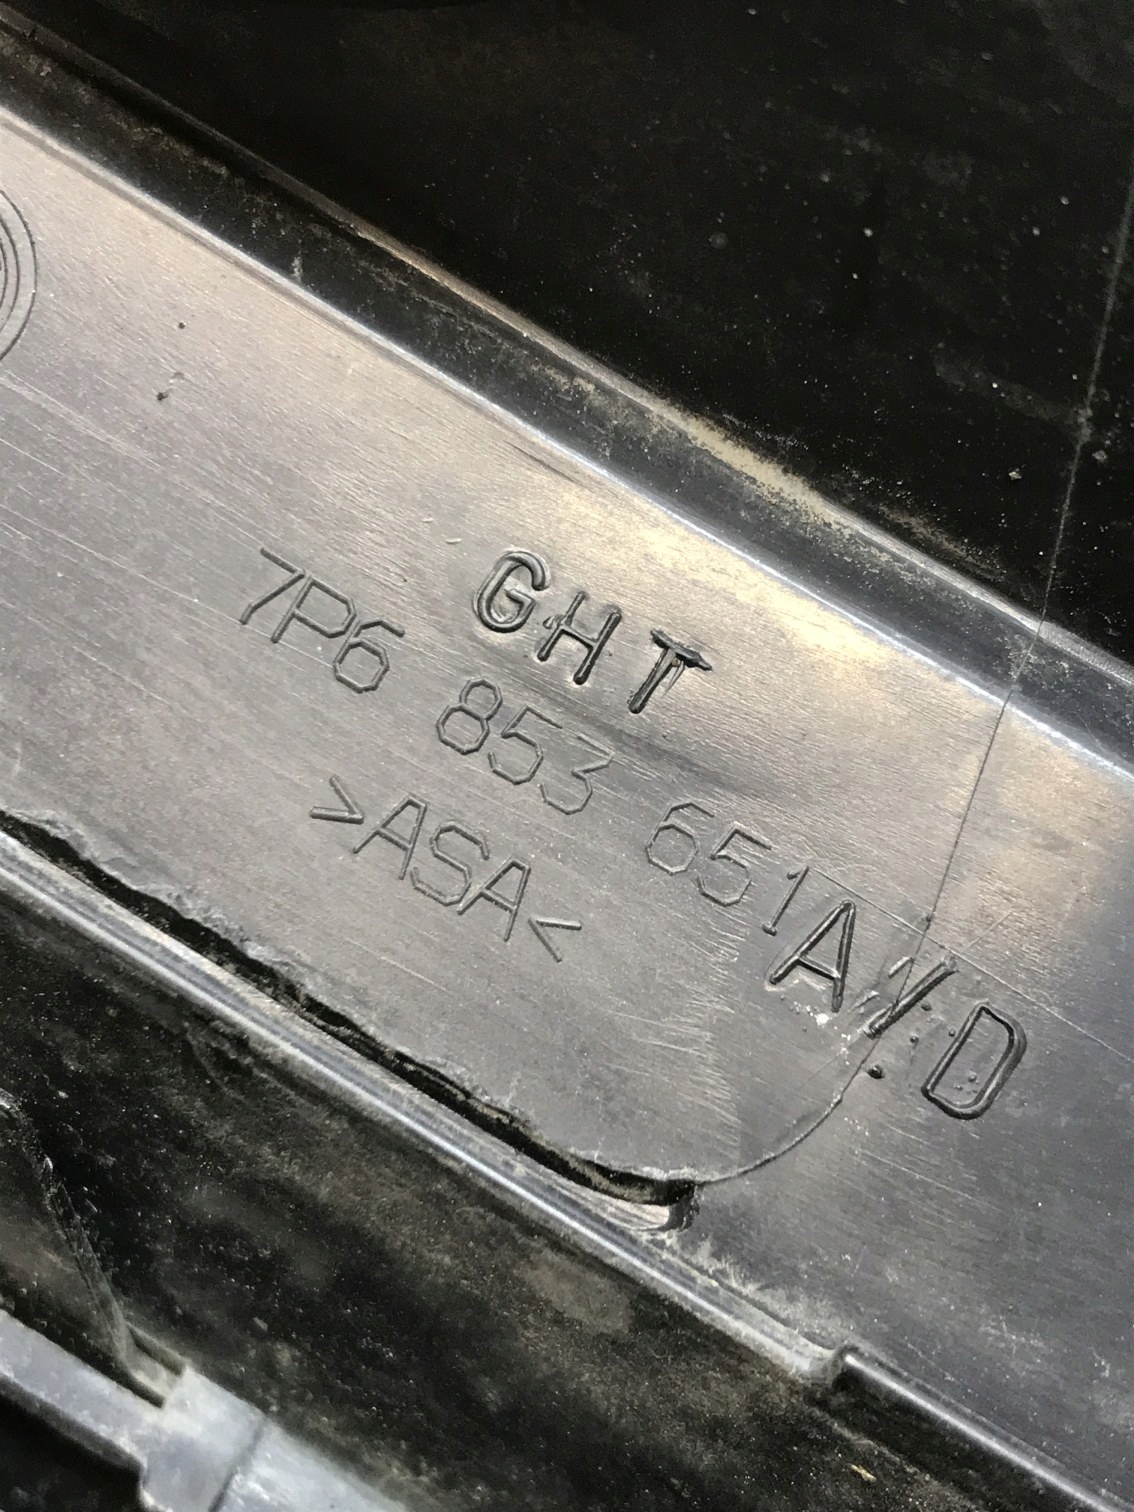 GHT
7P6 853 651A/D
>ASA<